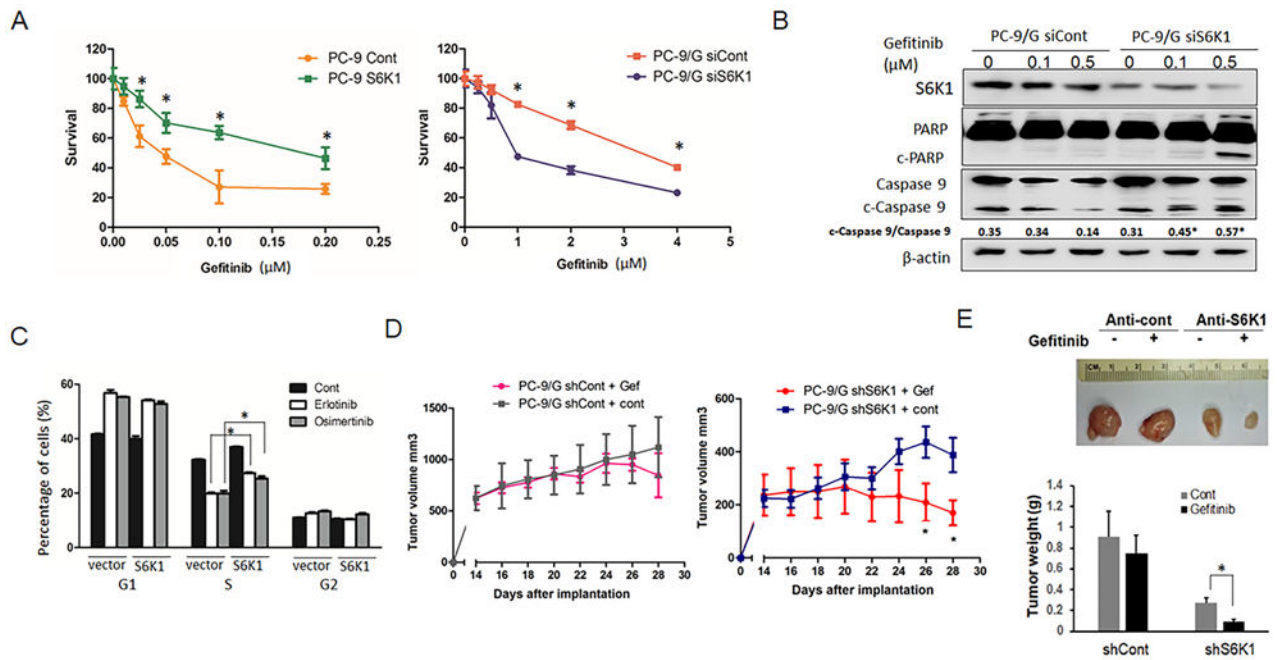 A
120
100
80
60
40
20
0
Survival
0.00 0.05 0.10 0.15 0.20 0.25
Gefitinib (μM)
PC-9 Cont
PC-9 S6K1
* * * *
120
100
80
60
40
20
0
Survival
0 1 2 3 4 5
Gefitinib (μM)
PC-9/G siCont
PC-9/G siS6K1
* * *
B
PC-9/G siCont PC-9/G siS6K1
Gefitinib (μM) 0 0.1 0.5 0 0.1 0.5
S6K1
PARP
c-PARP
Caspase 9
c-Caspase 9
c-Caspase 9/Caspase 9 0.35 0.34 0.14 0.31 0.45* 0.57*
β-actin
C
60
40
20
0
Percentage of cells (%)
Cont
Erlotinib
Osimertinib
* *
vector S6K1 vector S6K1 vector S6K1
G1 S G2
D
PC-9/G shCont + Gef
PC-9/G shCont + cont
1500
1000
500
0
Tumor volume mm3
0 14 16 18 20 22 24 26 28 30
Days after implantation
PC-9/G shS6K1 + Gef
PC-9/G shS6K1 + cont
800
600
400
200
0
Tumor volume mm3
* *
0 14 16 18 20 22 24 26 28 30
Days after implantation
E
Anti-cont Anti-S6K1
Gefitinib - + - +
CM 1 2 3 4 5 6
1.4
1.2
1
0.8
0.6
0.4
0.2
0
Tumor weight (g)
Cont
Gefitinib
*
shCont shS6K1